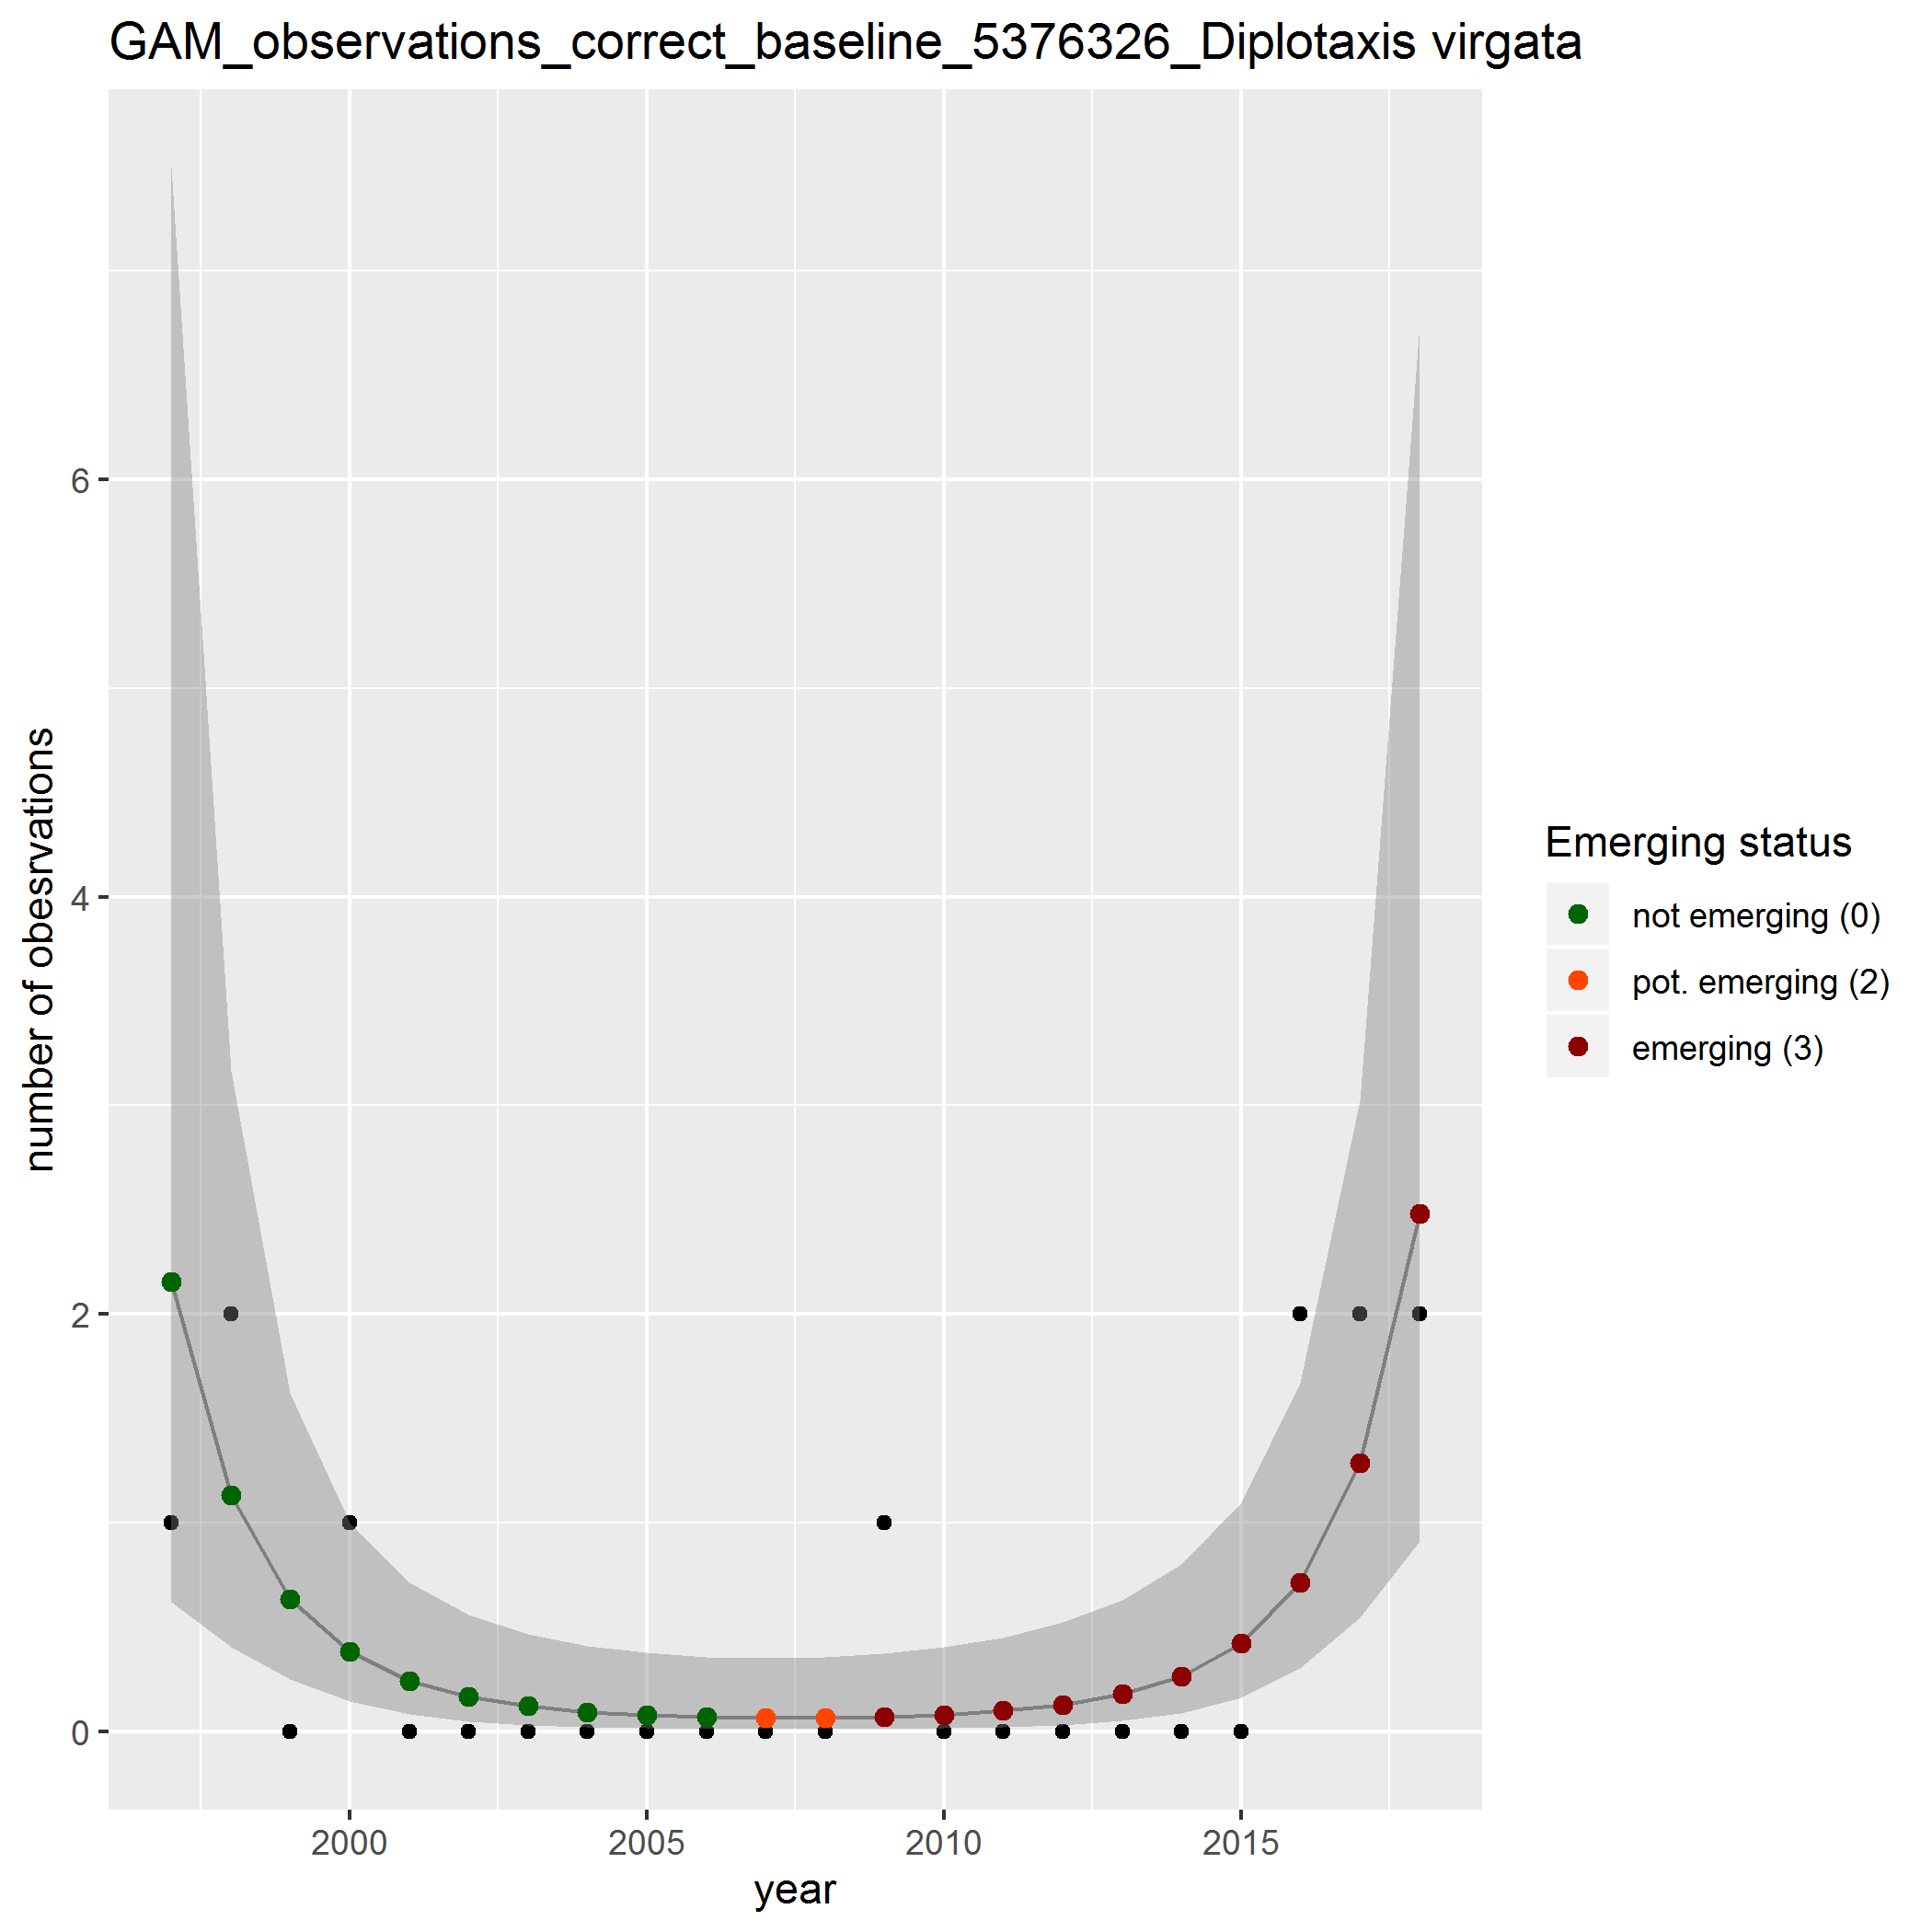 GAM_observations_correct_baseline_5376326_Diplotaxis virgata
number of obesrvations
6
4
2
0
2000
2005
2010
2015
year
Emerging status
not emerging (0)
pot. emerging (2)
emerging (3)